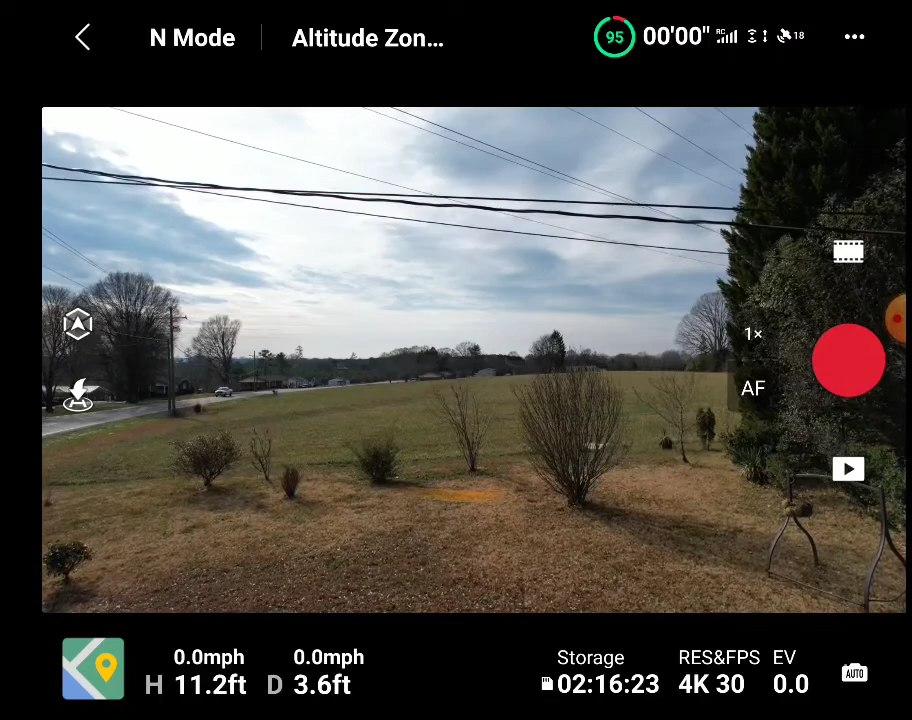 N Mode
Altitude Zon...
95
00'00"
RC
18
1×
AF
0.0mph
0.0mph
H 11.2ft
D 3.6ft
Storage
02:16:23
RES&FPS
4K 30
EV
0.0
AUTO